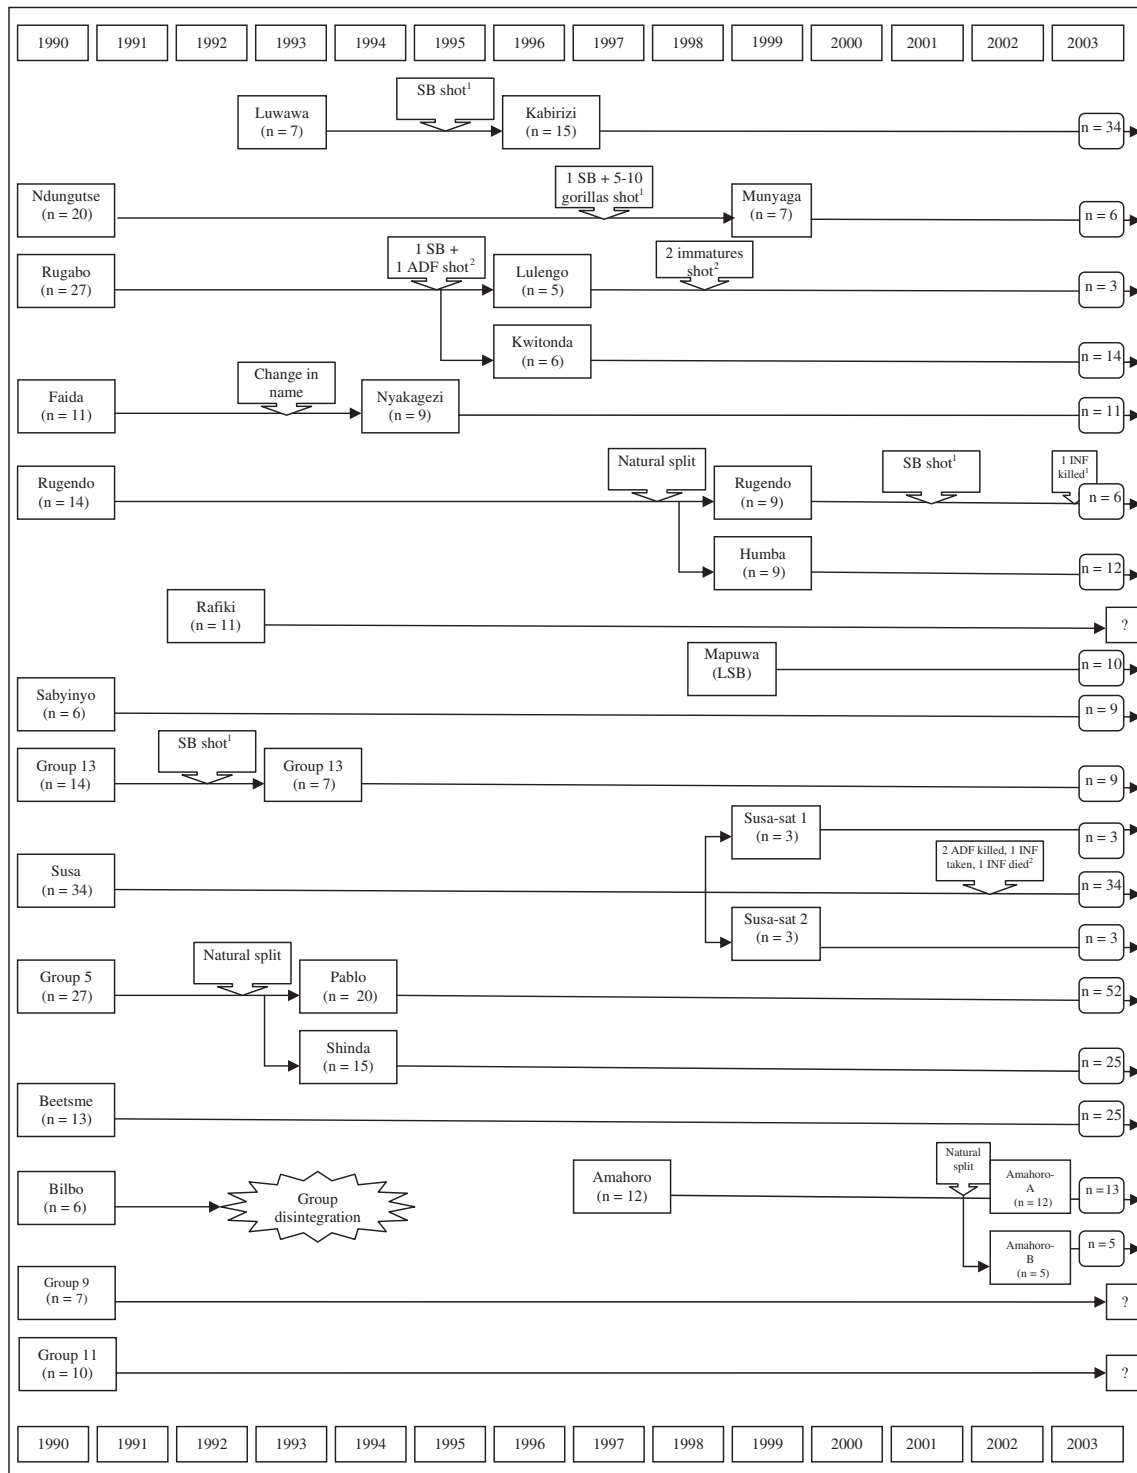 1990 1991 1992 1993 1994 1995 1996 1997 1998 1999 2000 2001 2002 2003
SB shot1
Luwawa
(n = 7)
Kabirizi
(n = 15)
n = 34
1 SB + 5-10
gorillas shot1
Ndungutse
(n = 20)
Munyaga
(n = 7)
n = 6
1 SB +
1 ADF shot2
2 immatures
shot2
Rugabo
(n = 27)
Lulengo
(n = 5)
n = 3
Kwitonda
(n = 6)
n = 14
Change in
name
Faida
(n = 11)
Nyakagezi
(n = 9)
n = 11
Natural split
SB shot1
1 INF
killed1
Rugendo
(n = 14)
Rugendo
(n = 9)
n = 6
Humba
(n = 9)
n = 12
Rafiki
(n = 11)
?
Mapuwa
(LSB)
n = 10
Sabyinyo
(n = 6)
n = 9
SB shot1
Group 13
(n = 14)
Group 13
(n = 7)
n = 9
Susa-sat 1
(n = 3)
n = 3
2 ADF killed, 1 INF
taken, 1 INF died2
Susa
(n = 34)
n = 34
Susa-sat 2
(n = 3)
n = 3
Natural split
Group 5
(n = 27)
Pablo
(n = 20)
n = 52
Shinda
(n = 15)
n = 25
Beetsme
(n = 13)
n = 25
Natural
split
Bilbo
(n = 6)
Group
disintegration
Amahoro
(n = 12)
Amahoro-
A
(n = 12)
n =13
Amahoro-
B
(n = 5)
n = 5
Group 9
(n = 7)
?
Group 11
(n = 10)
?
1990 1991 1992 1993 1994 1995 1996 1997 1998 1999 2000 2001 2002 2003